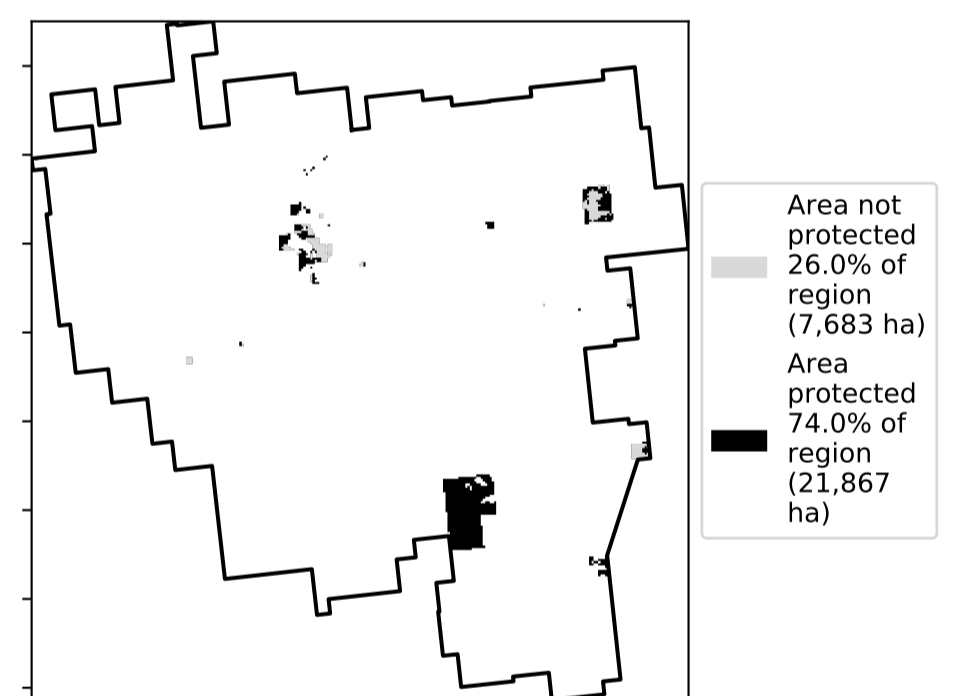 Area not
protected
26.0% of
region
(7,683 ha)
Area
protected
74.0% of
region
(21,867
ha)